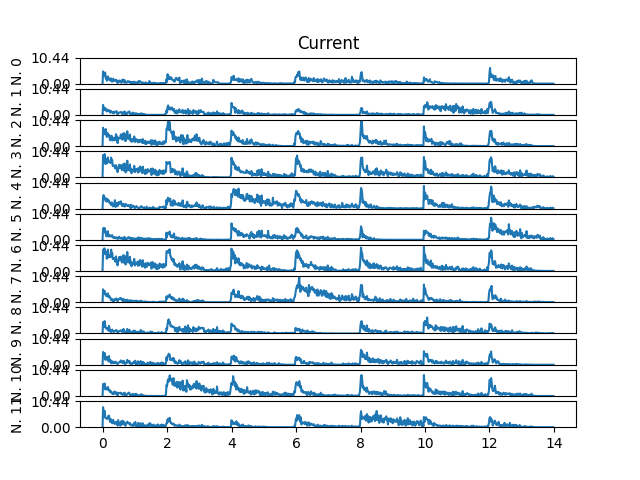 Current
N. 0 10.44 0.00
N. 1 10.44 0.00
N. 2 10.44 0.00
N. 3 10.44 0.00
N. 4 10.44 0.00
N. 5 10.44 0.00
N. 6 10.44 0.00
N. 7 10.44 0.00
N. 8 10.44 0.00
N. 9 10.44 0.00
N. 10 10.44 0.00
N. 11 10.44 0.00
0 2 4 6 8 10 12 14